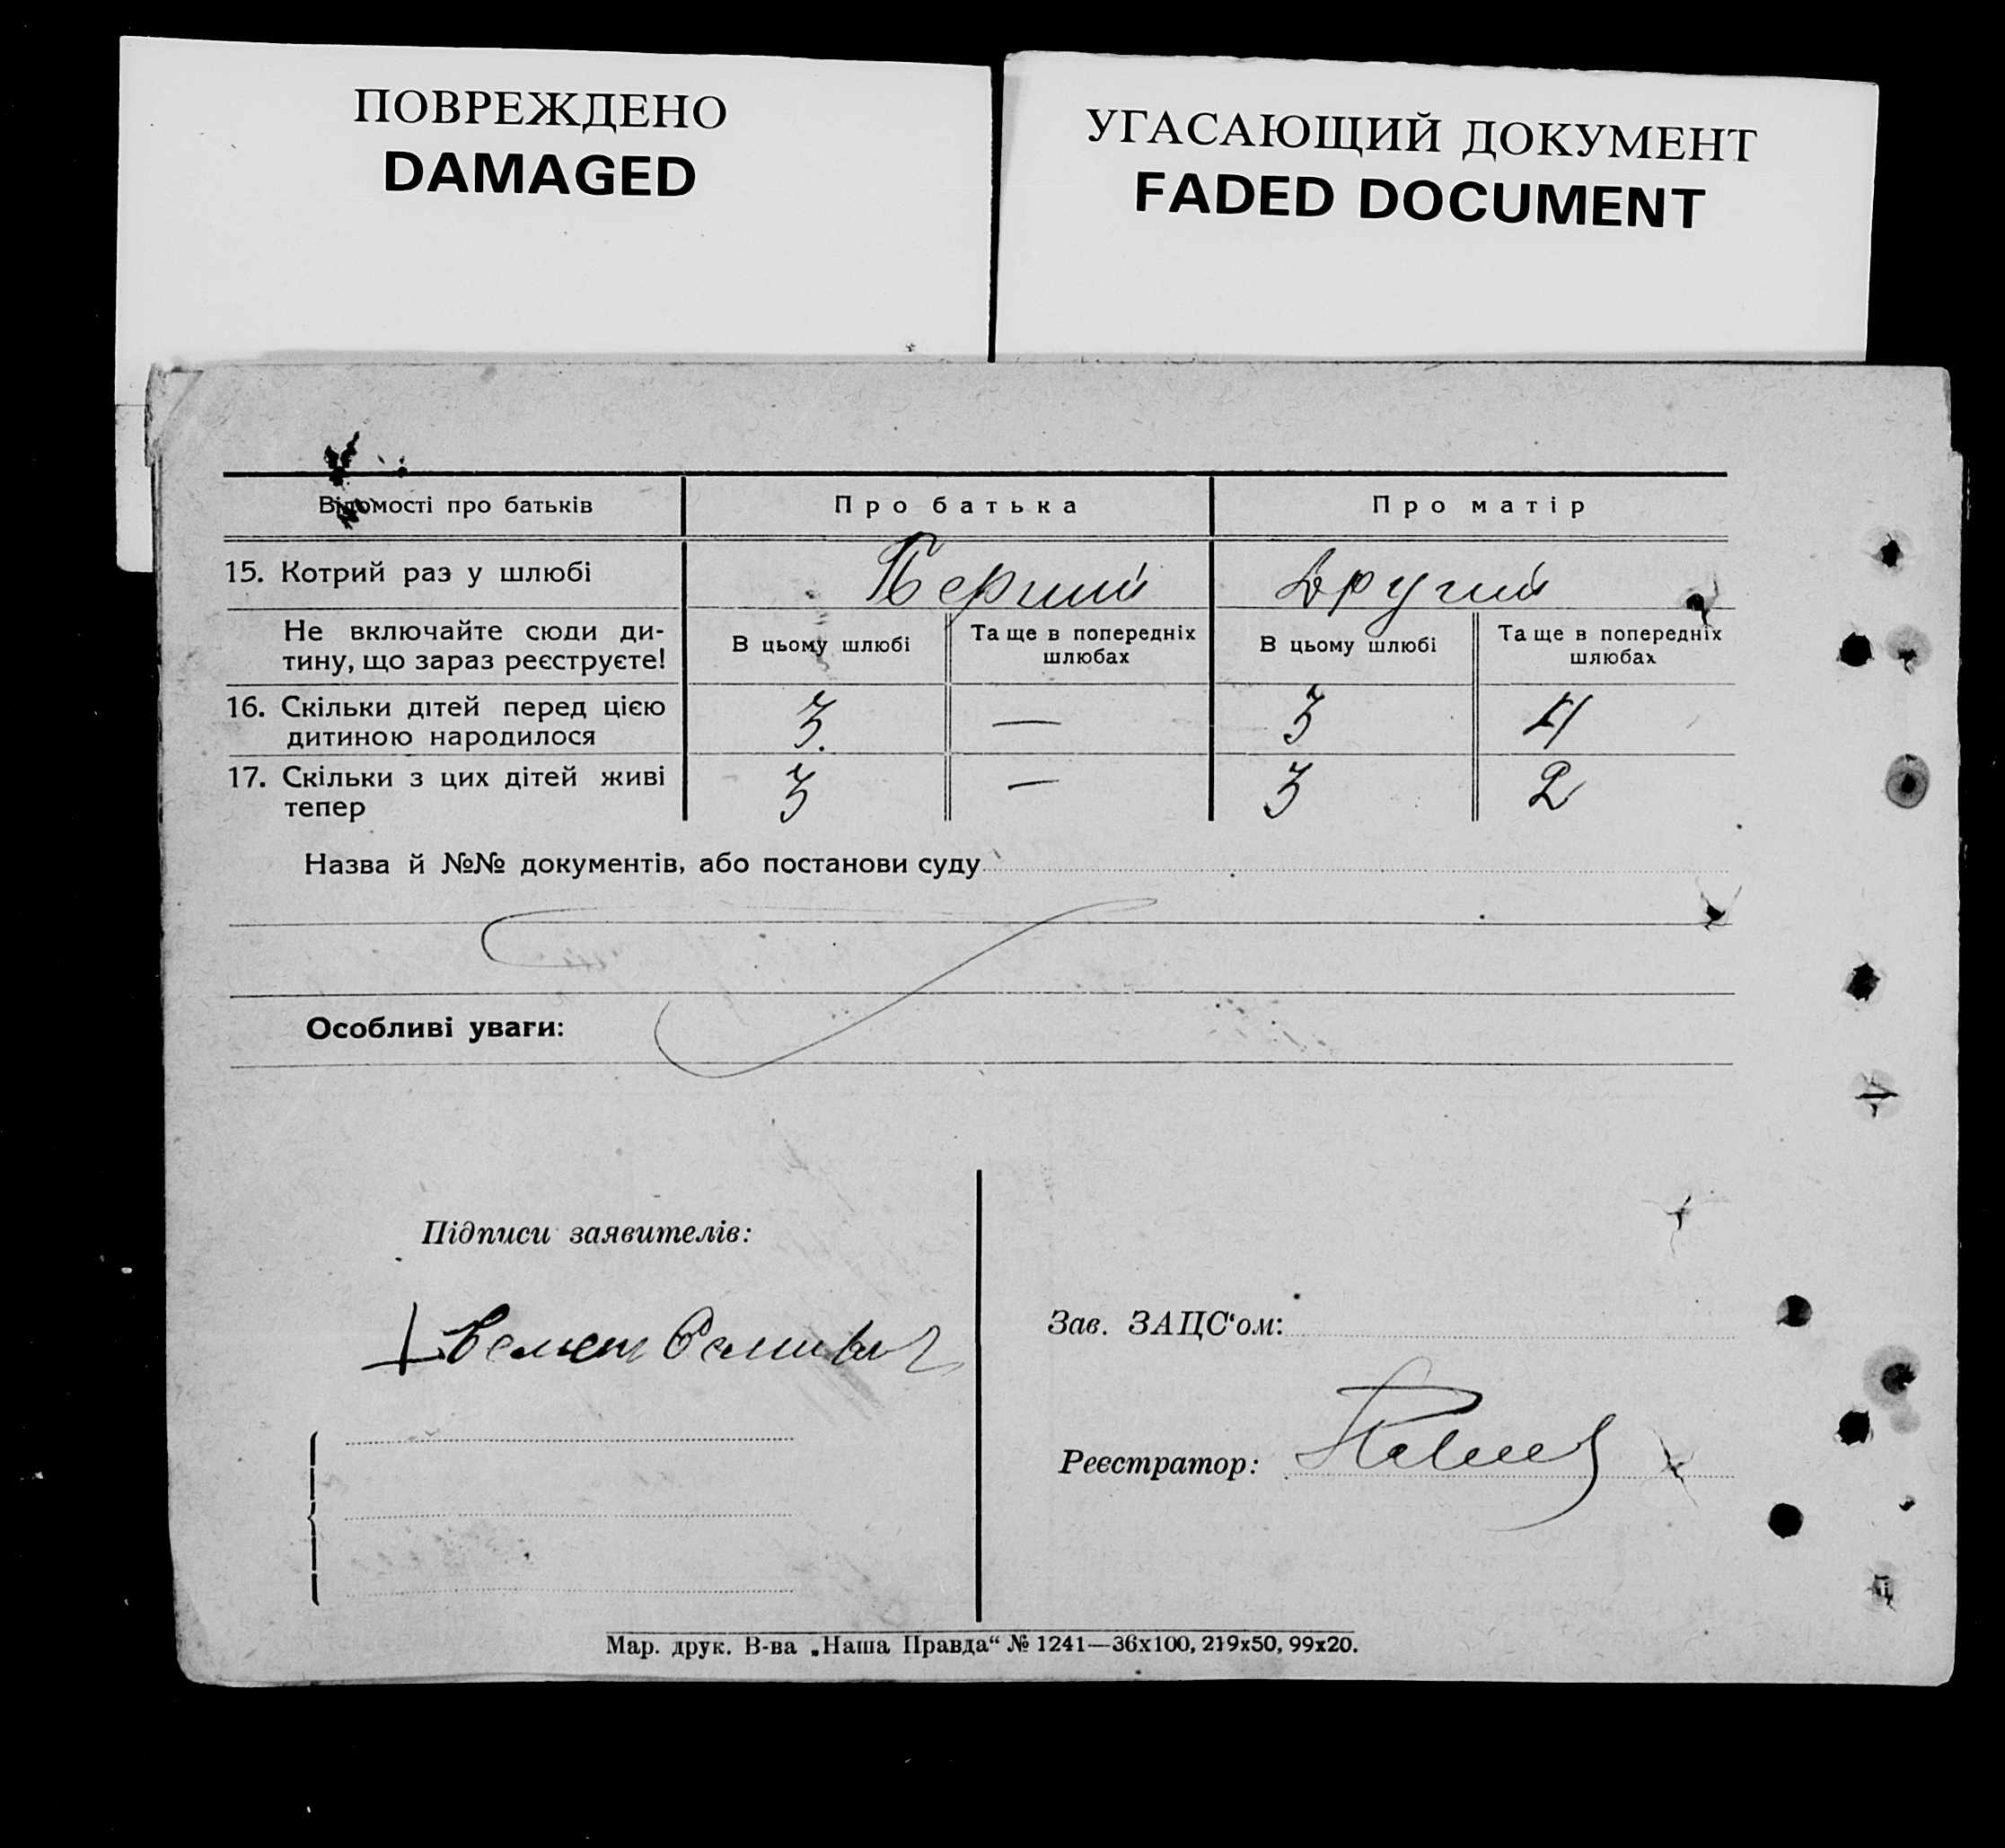 ПОВРЕЖДЕНО
DAMAGED
УГАСАЮЩИЙ ДОКУМЕНТ
FADED DOCUMENT
Відомості про батьків Про батька Про матір
15. Котрий раз у шлюбі Перший Другий
Не включайте сюди ди-
тину, що зараз реєструєте!
В цьому шлюбі Та ще в попередніх шлюбах В цьому шлюбі Та ще в попередніх шлюбах
16. Скільки дітей перед цією 3. — 3 4
дитиною народилося
17. Скільки з цих дітей живі 3 — 3 2
тепер
Назва й №№ документів, або постанови суду
Особливі уваги:
Підписи заявителів:
Зав. ЗАЦС‘ом:
Реєстратор:
Мар. друк. В-ва „Наша Правда“ № 1241—36х100, 219х50, 99х20.